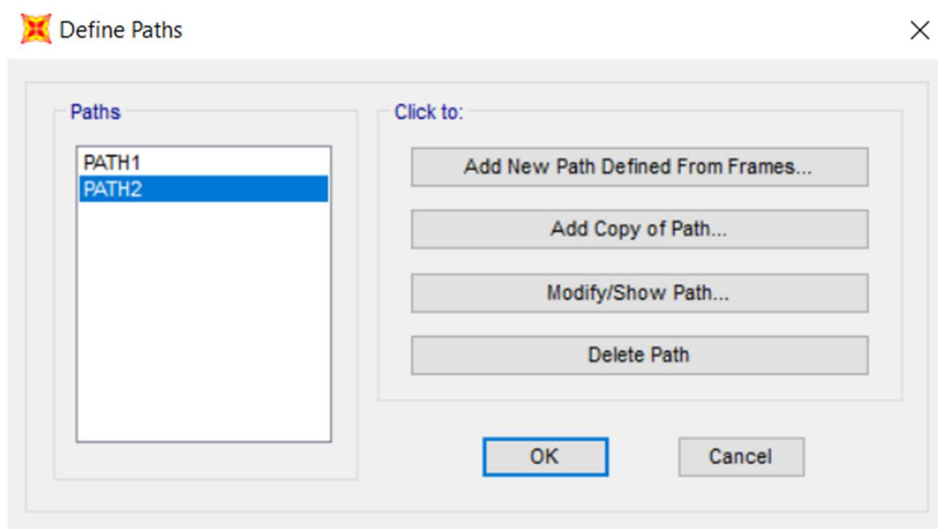 Define Paths
Paths
PATH1
PATH2
Click to:
Add New Path Defined From Frames...
Add Copy of Path...
Modify/Show Path...
Delete Path
OK
Cancel